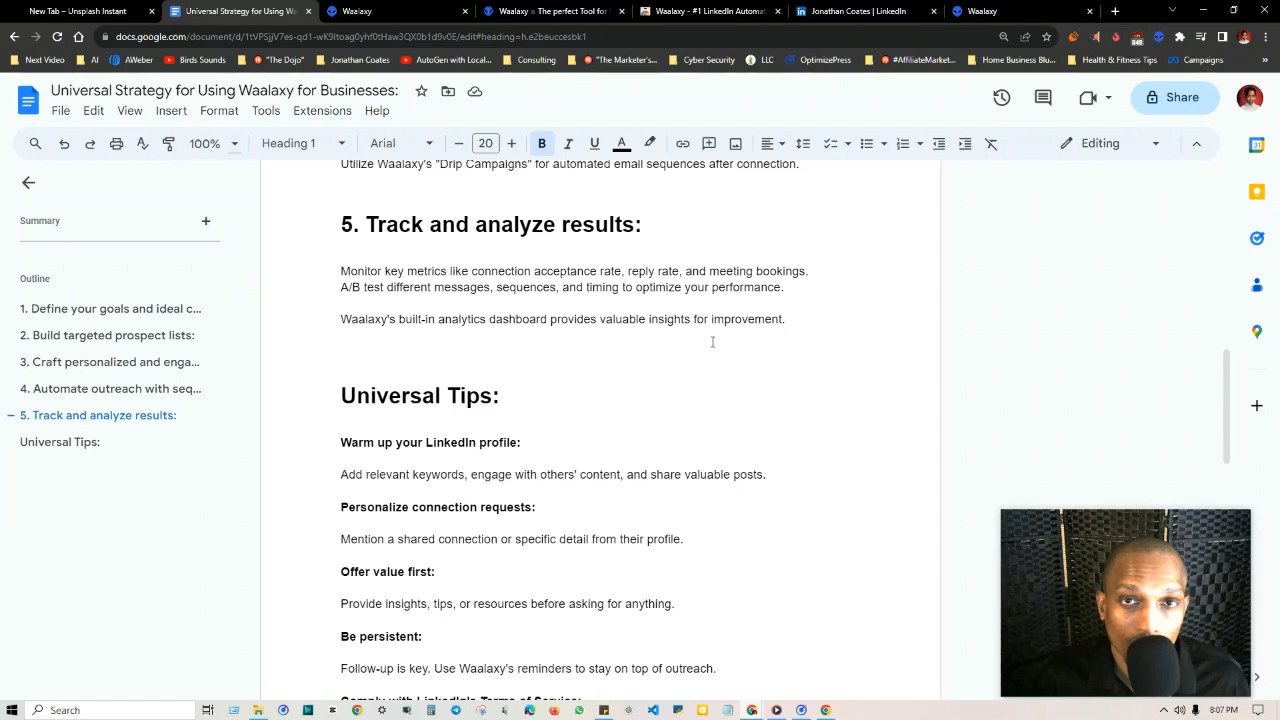 New Tab - Unsplash Instant
Universal Strategy for Using Wa
Waalaxy
Waalaxy ¤ The Perfect Tool for
Waalaxy - #1 LinkedIn Automat
Jonathan Coates | LinkedIn
Waalaxy
docs.google.com/document/d/1tVPSjjV7es-qd1-wK9ltoag0yhf0tHaw3QX0b1d9v0E/edit#heading=h.e2beuccesbk1
848
Next Video
AI
AWeber
Birds Sounds
"The Dojo"
Jonathan Coates
AutoGen with Local...
Consulting
"The Marketer's...
Cyber Security
LLC
OptimizePress
#AffiliateMarket...
Home Business Blu...
Health & Fitness Tips
Campaigns
Universal Strategy for Using Waalaxy for Businesses:
File Edit View Insert Format Tools Extensions Help
Share
100% Heading 1 Arial 20 B I U A Editing
Summary
Outline
1. Define your goals and ideal c...
2. Build targeted prospect lists:
3. Craft personalized and enga...
4. Automate outreach with seq...
5. Track and analyze results:
Universal Tips:
Utilize Waalaxy's "Drip Campaigns" for automated email sequences after connection.
5. Track and analyze results:
Monitor key metrics like connection acceptance rate, reply rate, and meeting bookings.
A/B test different messages, sequences, and timing to optimize your performance.
Waalaxy's built-in analytics dashboard provides valuable insights for improvement.
Universal Tips:
Warm up your LinkedIn profile:
Add relevant keywords, engage with others' content, and share valuable posts.
Personalize connection requests:
Mention a shared connection or specific detail from their profile.
Offer value first:
Provide insights, tips, or resources before asking for anything.
Be persistent:
Follow-up is key. Use Waalaxy's reminders to stay on top of outreach.
Comply with LinkedIn's Terms of Service:
Search
8:07 PM